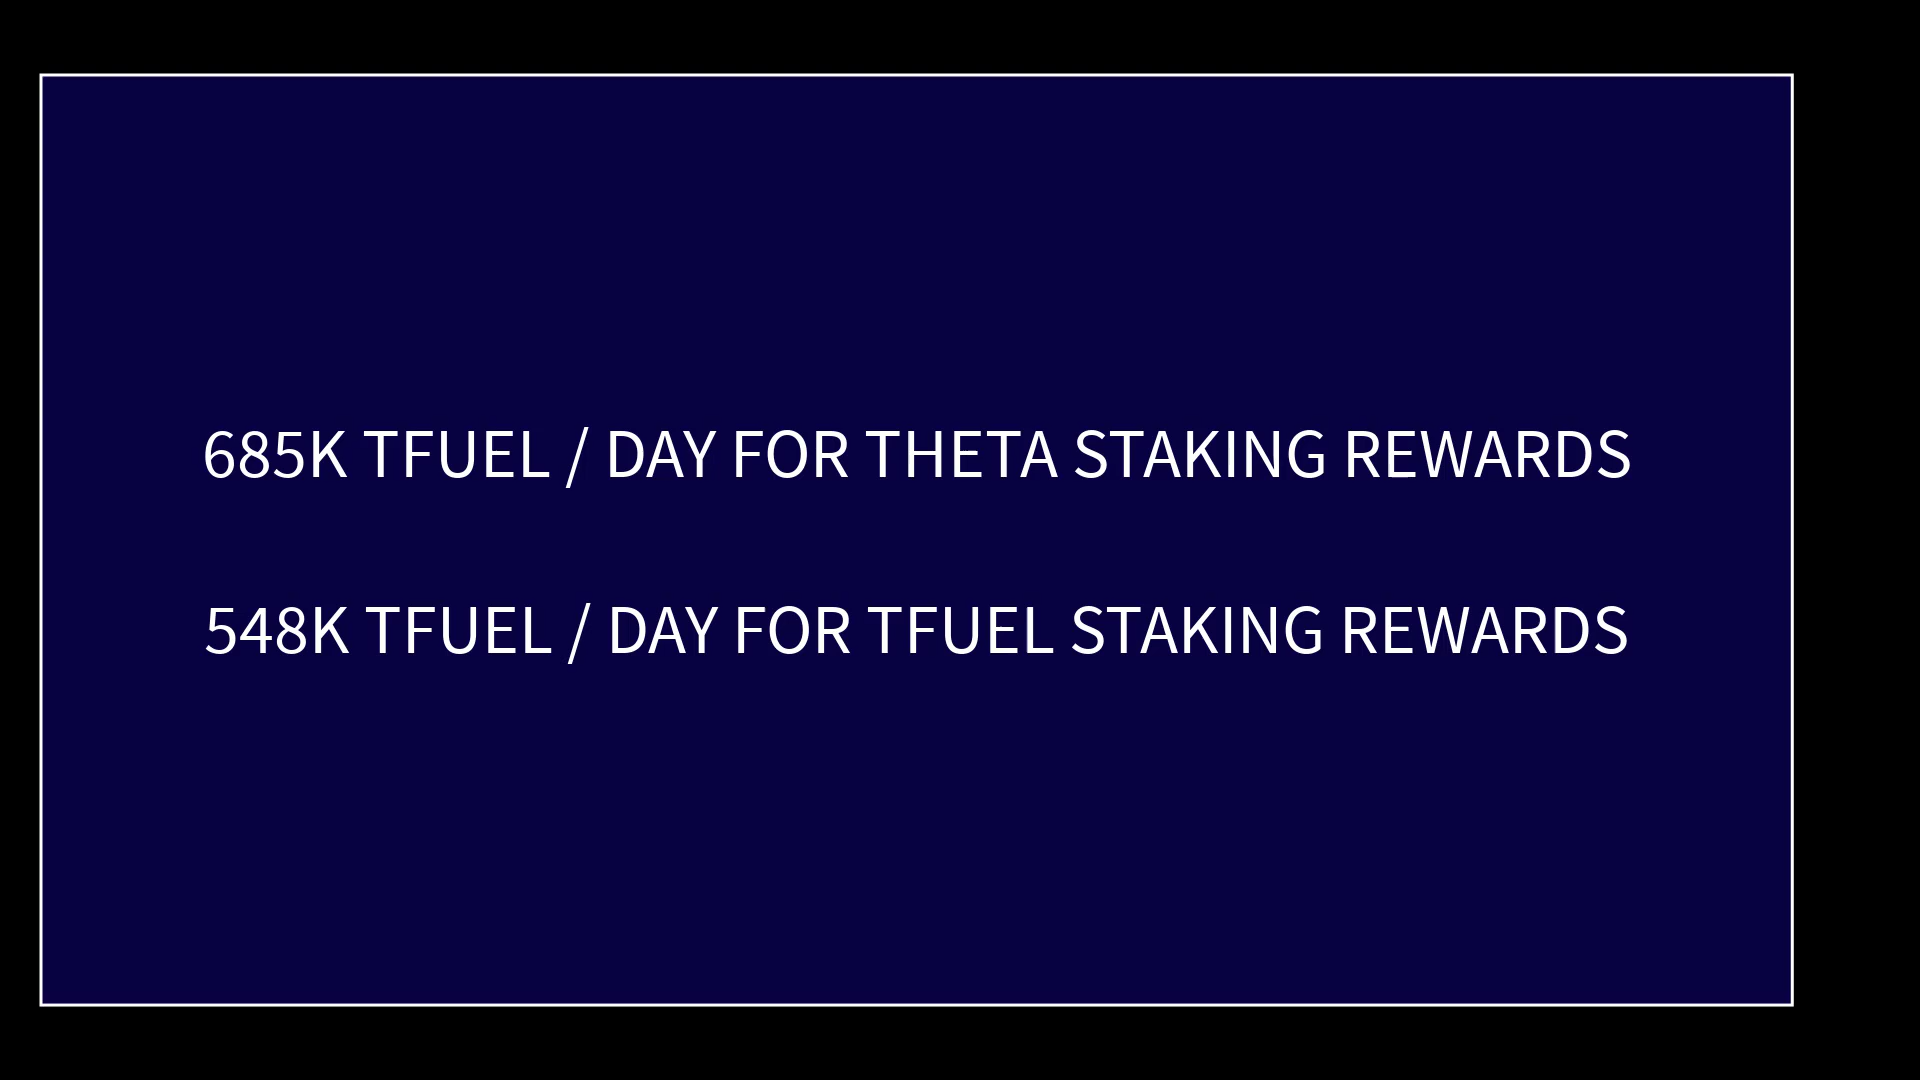 685K TFUEL / DAY FOR THETA STAKING REWARDS
548K TFUEL / DAY FOR TFUEL STAKING REWARDS